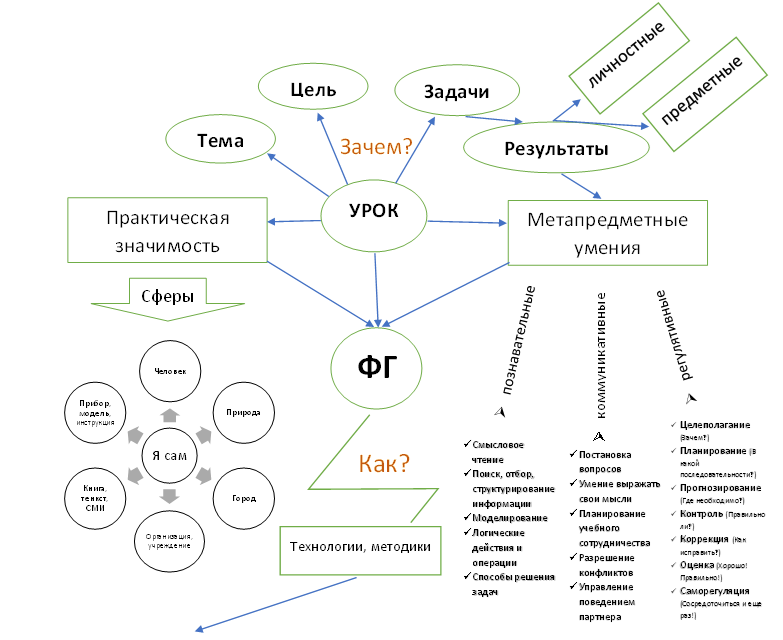 личностные
предметные
Цель
Задачи
Тема
Зачем?
Результаты
УРОК
Практическая
значимость
Метапредметные
умения
Сферы
ФГ
познавательные
коммуникативные
регулятивные
Человек
Прибор,
модель,
инструкция
Природа
Я сам
Книга,
тенкст,
СМИ
Город
Организация,
учреждение
Как?
Технологии, методики
✓Смысловое
чтение
✓Поиск, отбор,
структурирование
информации
✓Моделирование
✓Логические
действия и
операции
✓Способы решения
задач
✓Постановка
вопросов
✓Умение выражать
свои мысли
✓Планирование
учебного
сотрудничества
✓Разрешение
конфликтов
✓Управление
поведением
партнера
✓Целеполагание
(Зачем?)
✓Планирование (В
какой
последовательности?)
✓Прогнозирование
(Где необходимо?)
✓Контроль (Правильно
ли?)
✓Коррекция (Как
исправить?)
✓Оценка (Хорошо!
Правильно!)
✓Саморегуляция
(Сосредоточиться и еще
раз!)